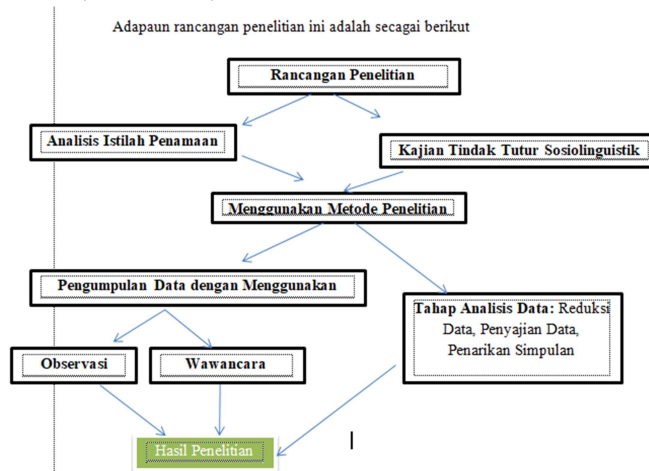 Adapaun rancangan penelitian ini adalah secagai berikut
Rancangan Penelitian
Analisis Istilah Penamaan
Kajian Tindak Tutur Sosiolinguistik
Menggunakan Metode Penelitian
Pengumpulan Data dengan Menggunakan
Tahap Analisis Data: Reduksi
Data, Penyajian Data,
Penarikan Simpulan
Observasi
Wawancara
Hasil Penelitian